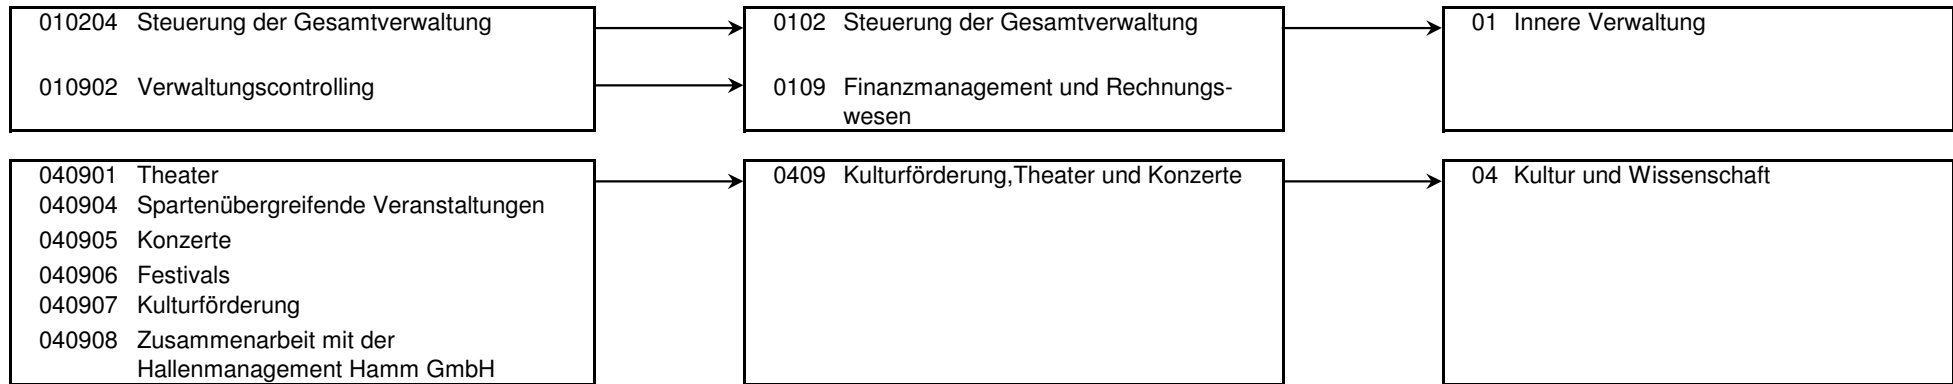 010204 Steuerung der Gesamtverwaltung
0102 Steuerung der Gesamtverwaltung
01 Innere Verwaltung
010902 Verwaltungscontrolling
0109 Finanzmanagement und Rechnungs-
wesen
040901 Theater
0409 Kulturförderung,Theater und Konzerte
04 Kultur und Wissenschaft
040904 Spartenübergreifende Veranstaltungen
040905 Konzerte
040906 Festivals
040907 Kulturförderung
040908 Zusammenarbeit mit der
Hallenmanagement Hamm GmbH